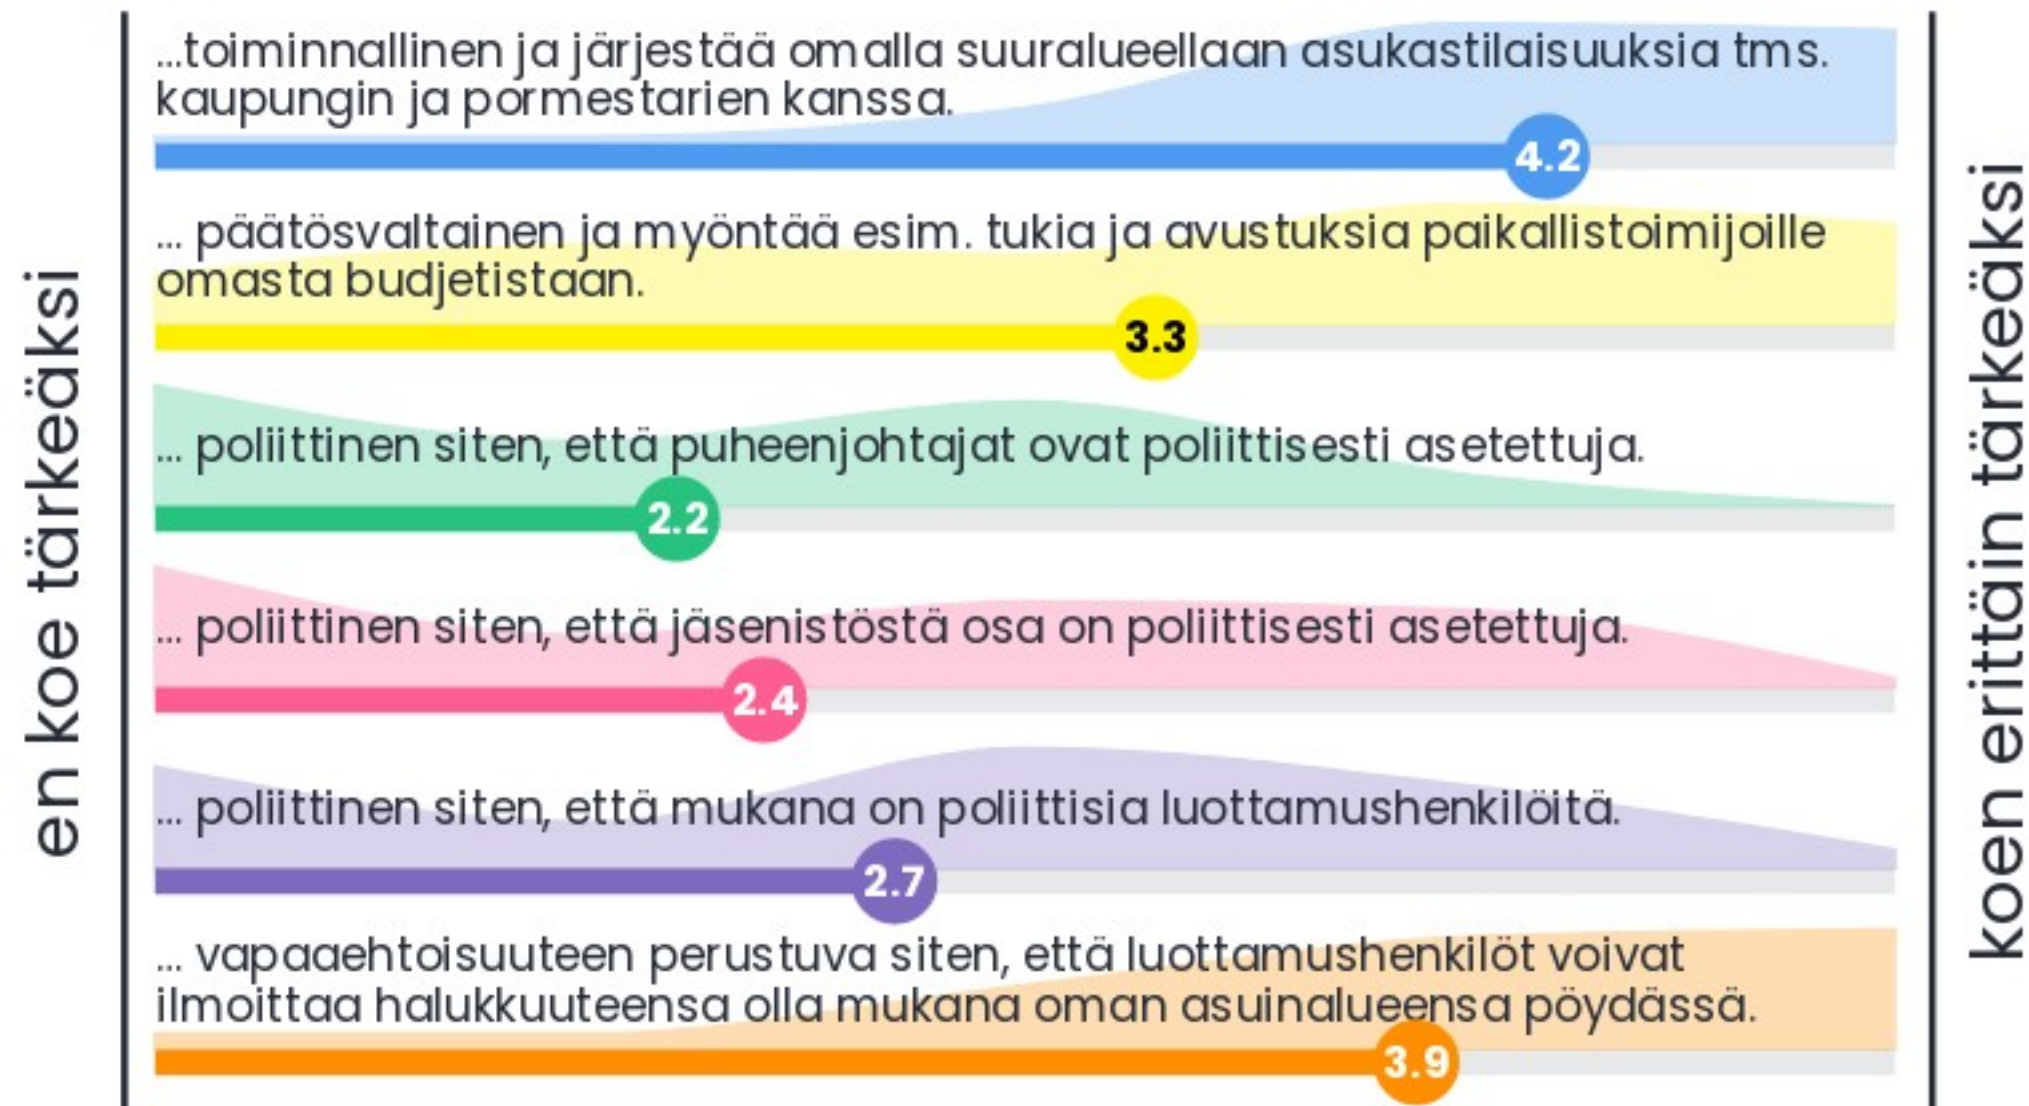 en koe tärkeäksi
...toiminnallinen ja järjestää omalla suuralueellaan asukastilaisuuksia tms.
kaupungin ja pormestarien kanssa.
4.2
... päätösvaltainen ja myöntää esim. tukia ja avustuksia paikallistoimijoille
omasta budjetistaan.
3.3
... poliittinen siten, että puheenjohtajat ovat poliittisesti asetettuja.
2.2
... poliittinen siten, että jäsenistöstä osa on poliittisesti asetettuja.
2.4
... poliittinen siten, että mukana on poliittisia luottamushenkilöitä.
2.7
... vapaaehtoisuuteen perustuva siten, että luottamushenkilöt voivat
ilmoittaa halukkuuteensa olla mukana oman asuinalueensa pöydässä.
3.9
koen erittäin tärkeäksi